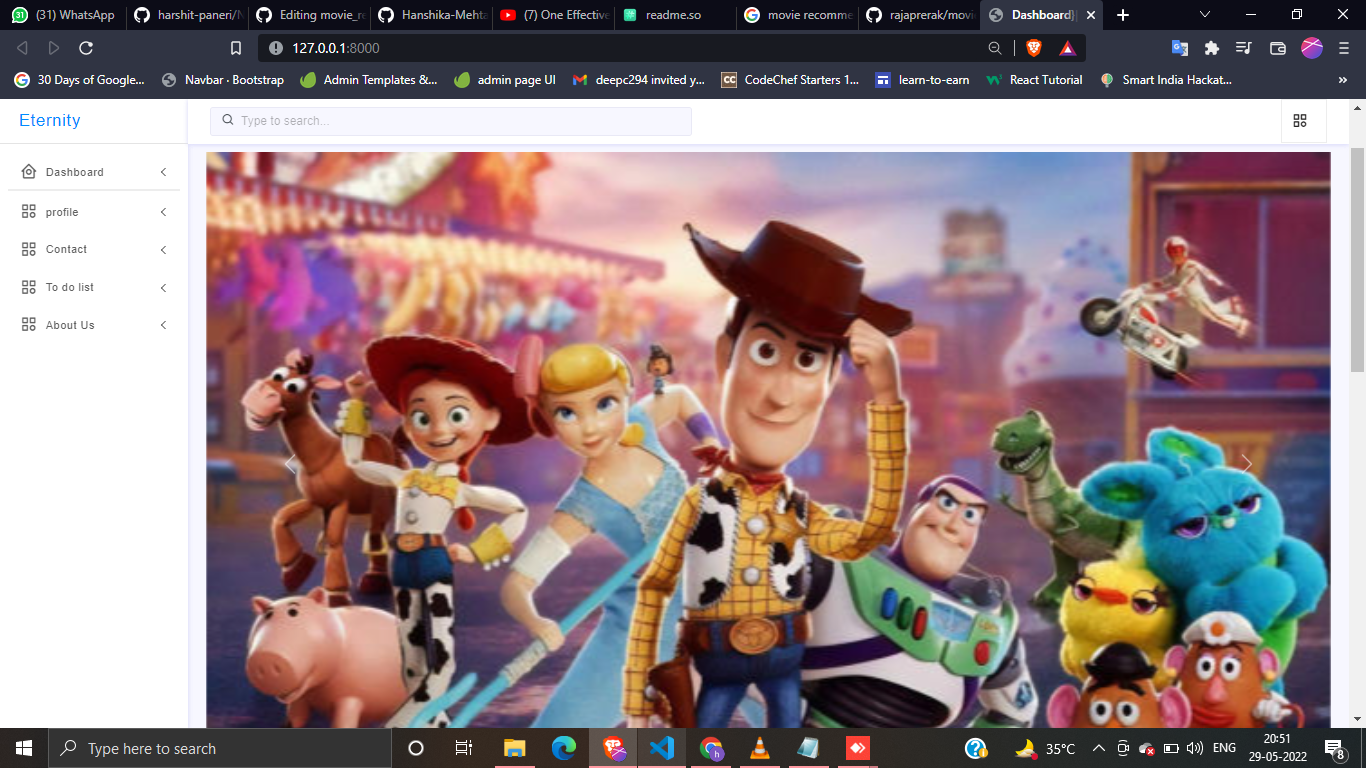 (31) WhatsApp
harshit-paneri/N
Editing movie_re
Hanshika-Mehta
(7) One Effective
readme.so
movie recomme
rajaprerak/movi
Dashboard}|
127.0.0.1:8000
30 Days of Google...
Navbar · Bootstrap
Admin Templates &...
admin page UI
deepc294 invited y...
CodeChef Starters 1...
learn-to-earn
React Tutorial
Smart India Hackat...
»
Eternity
Type to search...
Dashboard
profile
Contact
To do list
About Us
Type here to search
35°C
ENG
20:51
29-05-2022
8